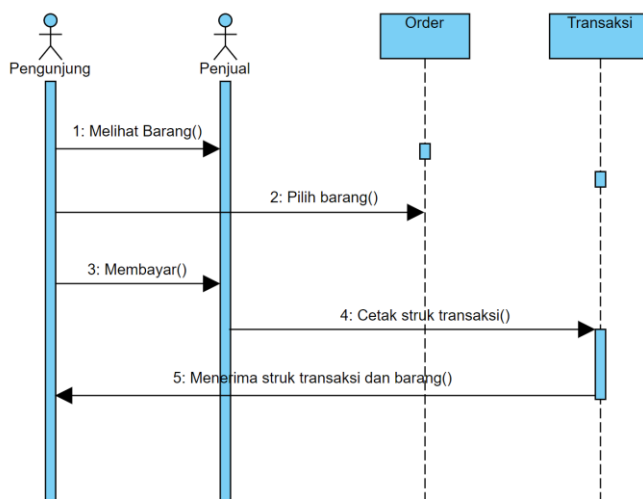 Order
Transaksi
Pengunjung
Penjual
1: Melihat Barang()
2: Pilih barang()
3: Membayar()
4: Cetak struk transaksi()
5: Menerima struk transaksi dan barang()